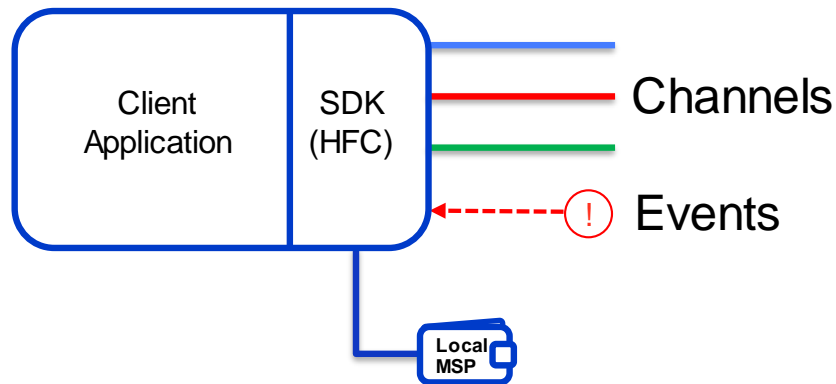 Client
Application
SDK
(HFC)
Channels
!
Events
Local
MSP